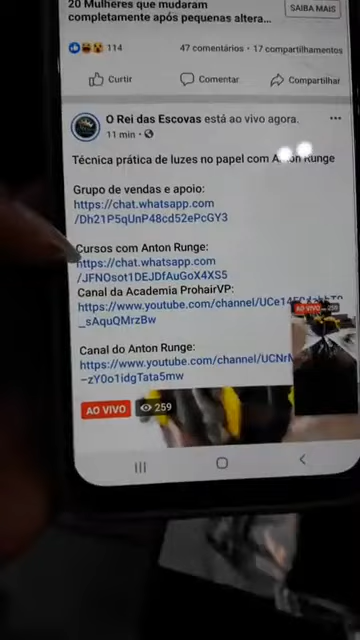 20 Mulheres que mudaram
completamente após pequenas altera...
SAIBA MAIS
114
47 comentários • 17 compartilhamentos
Curtir
Comentar
Compartilhar
O Rei das Escovas está ao vivo agora.
11 min •
Técnica prática de luzes no papel com Anton Runge
Grupo de vendas e apoio:
https://chat.whatsapp.com
/Dh21P5qUnP48cd52ePcGY3
Cursos com Anton Runge:
https://chat.whatsapp.com
/JFNOsot1DEJDfAuGoX4XS5
Canal da Academia ProhairVP:
https://www.youtube.com/channel/UCe14
_sAquQMrzBw
AO VIVO
Canal do Anton Runge:
https://www.youtube.com/channel/UCNrM
-zY0o1idgTata5mw
AO VIVO
259